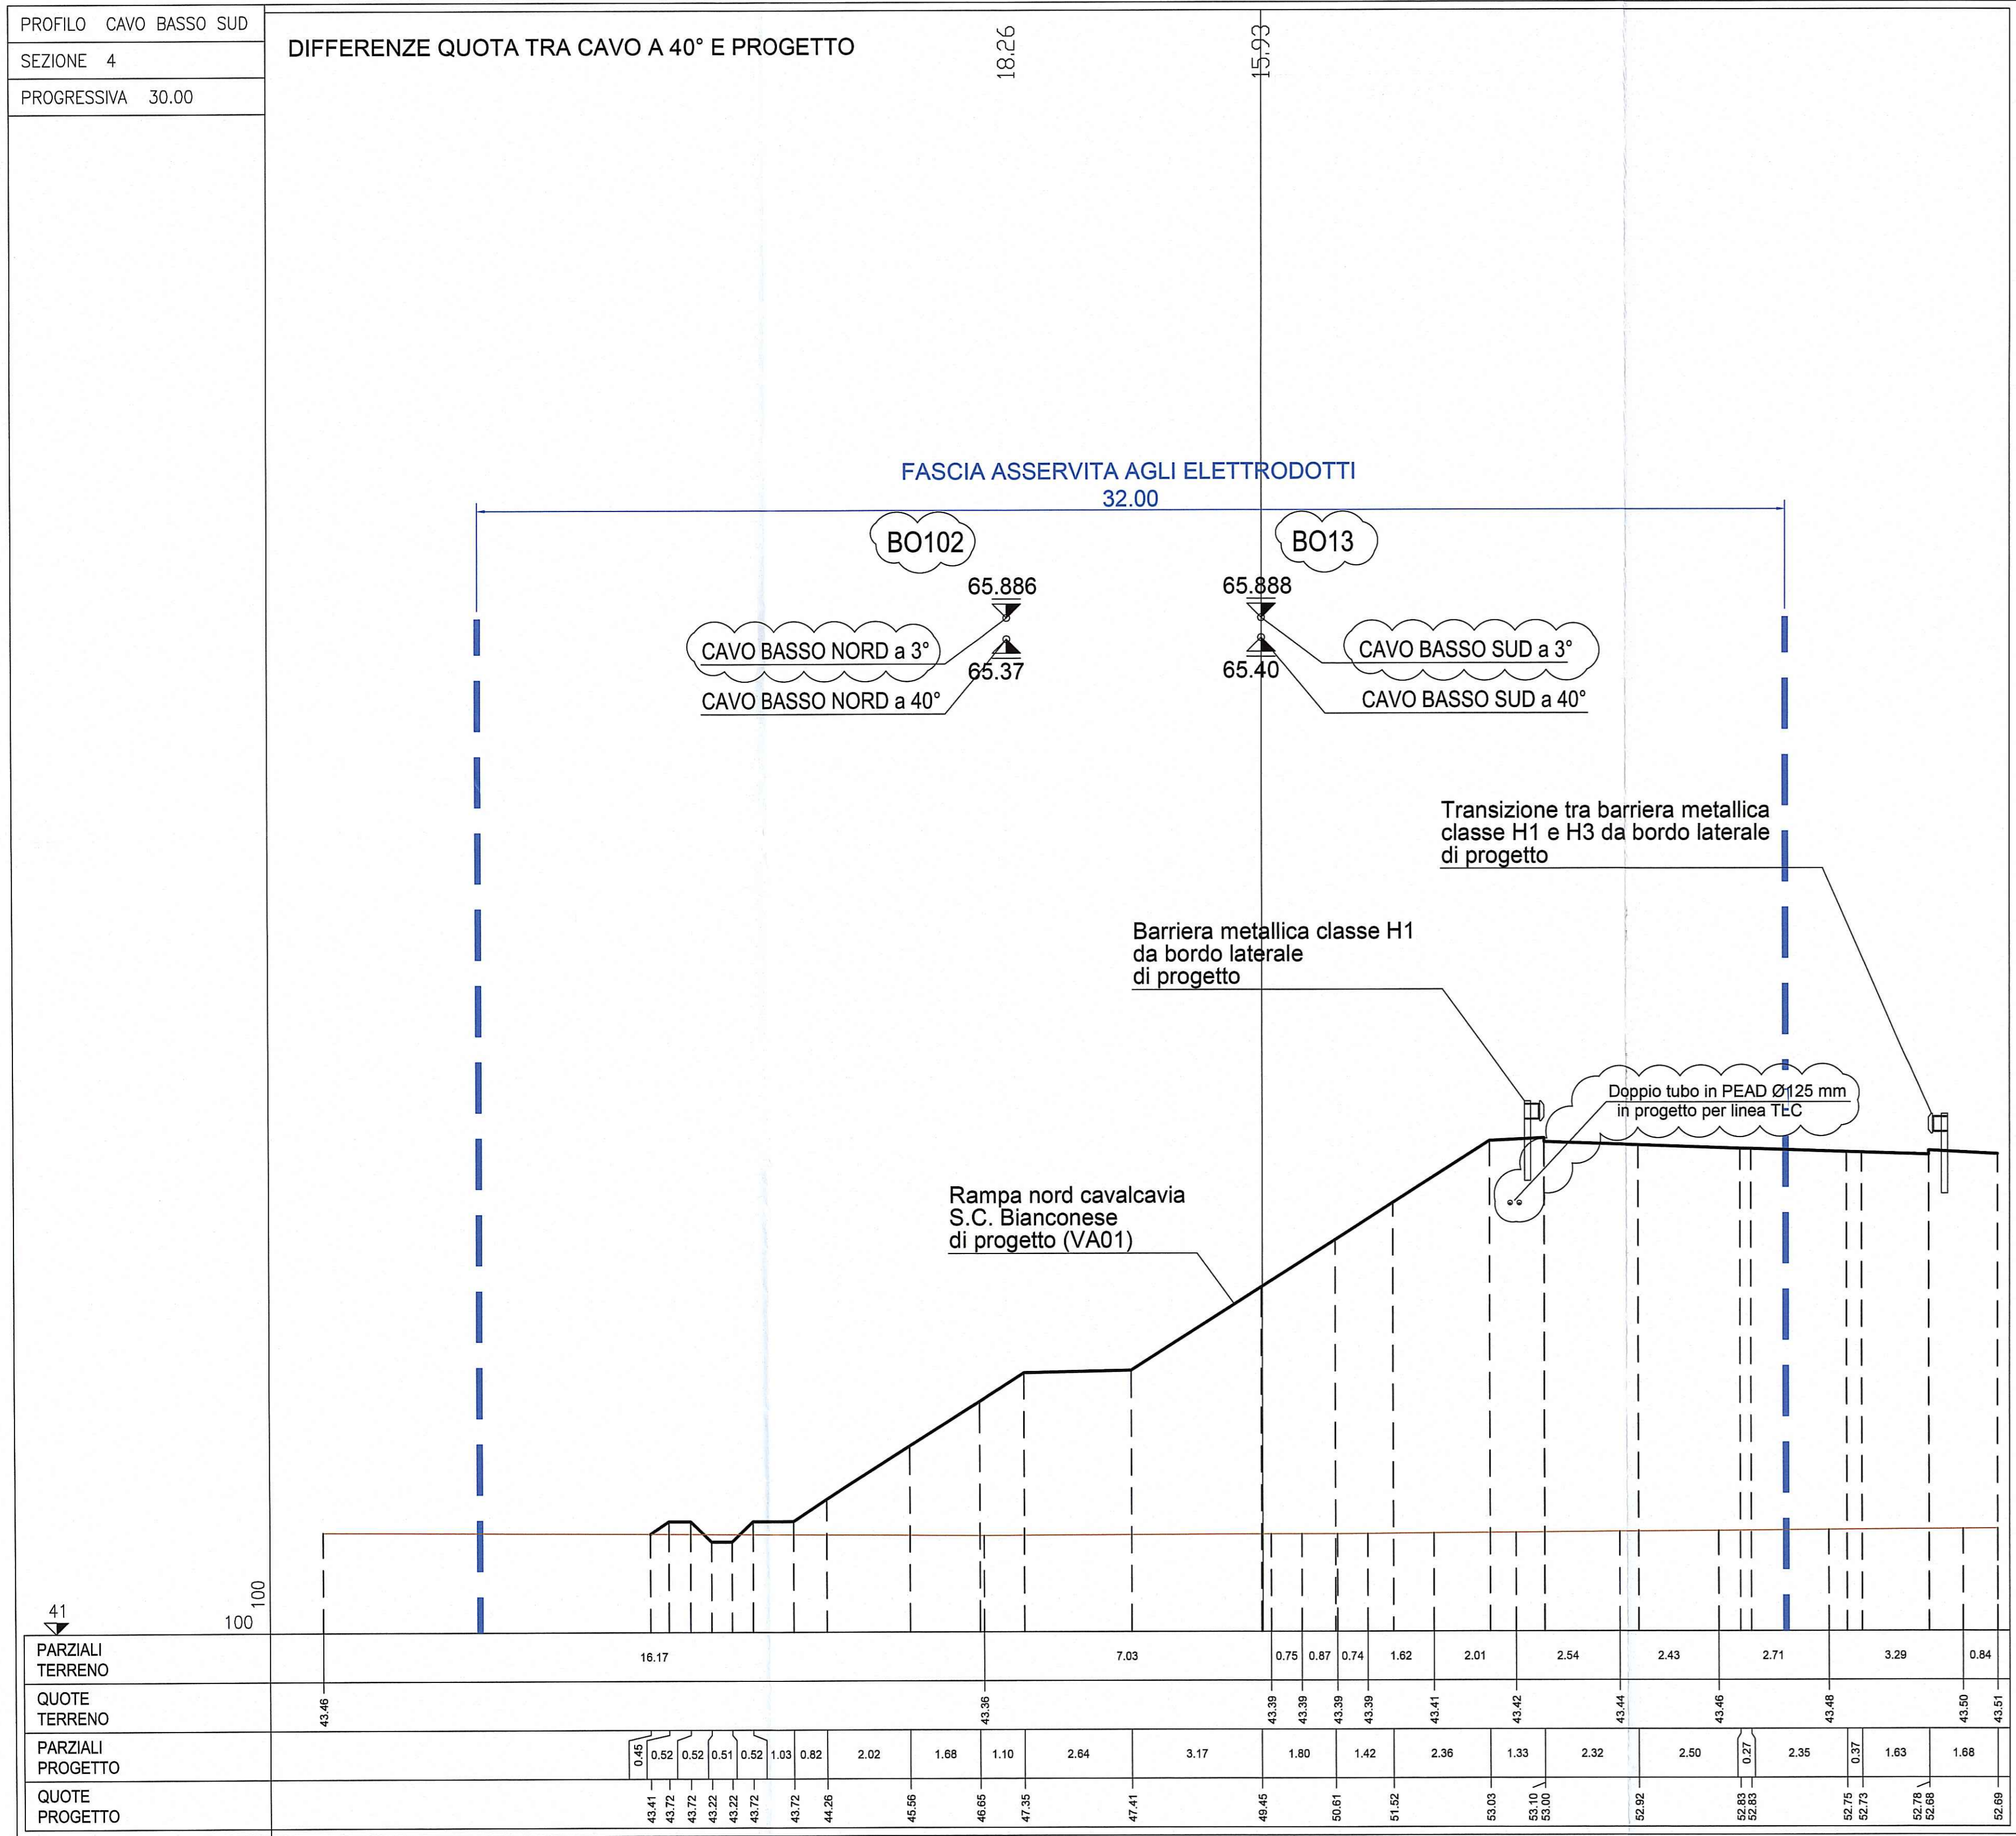 PROFILO CAVO BASSO SUD
SEZIONE 4
PROGRESSIVA 30.00
DIFFERENZE QUOTA TRA CAVO A 40° E PROGETTO
18.26
15.93
FASCIA ASSERVITA AGLI ELETTRODOTTI
32.00
BO102
BO13
65.886
65.888
CAVO BASSO NORD a 3°
CAVO BASSO SUD a 3°
65.37
65.40
CAVO BASSO NORD a 40°
CAVO BASSO SUD a 40°
Transizione tra barriera metallica
classe H1 e H3 da bordo laterale
di progetto
Barriera metallica classe H1
da bordo laterale
di progetto
Doppio tubo in PEAD Ø125 mm
in progetto per linea TLC
Rampa nord cavalcavia
S.C. Bianconese
di progetto (VA01)
41
100
100
PARZIALI
TERRENO
16.17 7.03 0.75 0.87 0.74 1.62 2.01 2.54 2.43 2.71 3.29 0.84
QUOTE
TERRENO
43.46 43.36 43.39 43.39 43.39 43.39 43.41 43.42 43.44 43.46 43.48 43.50 43.51
PARZIALI
PROGETTO
0.45 0.52 0.52 0.51 0.52 1.03 0.82 2.02 1.68 1.10 2.64 3.17 1.80 1.42 2.36 1.33 2.32 2.50 0.27 2.35 0.37 1.63 1.68
QUOTE
PROGETTO
43.41 43.72 43.72 43.22 43.22 43.72 43.72 44.26 45.56 46.65 47.35 47.41 49.45 50.61 51.52 53.03 53.10 53.00 52.92 52.83 52.83 52.75 52.73 52.78 52.68 52.69